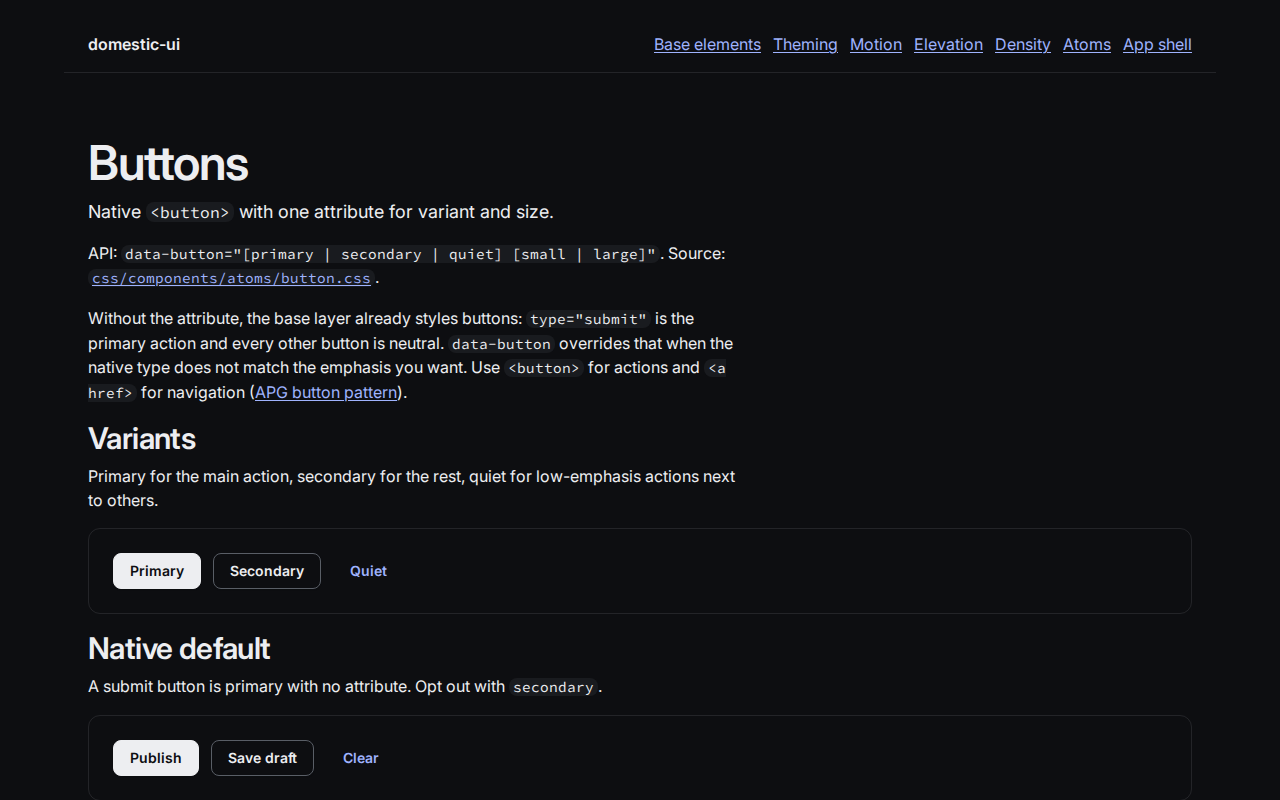 domestic-ui
Base elements Theming Motion Elevation Density Atoms App shell
Buttons
Native <button> with one attribute for variant and size.
API: data-button="[primary | secondary | quiet] [small | large]". Source:
css/components/atoms/button.css.
Without the attribute, the base layer already styles buttons: type="submit" is the
primary action and every other button is neutral. data-button overrides that when the
native type does not match the emphasis you want. Use <button> for actions and <a
href> for navigation (APG button pattern).
Variants
Primary for the main action, secondary for the rest, quiet for low-emphasis actions next
to others.
Primary Secondary Quiet
Native default
A submit button is primary with no attribute. Opt out with secondary.
Publish Save draft Clear